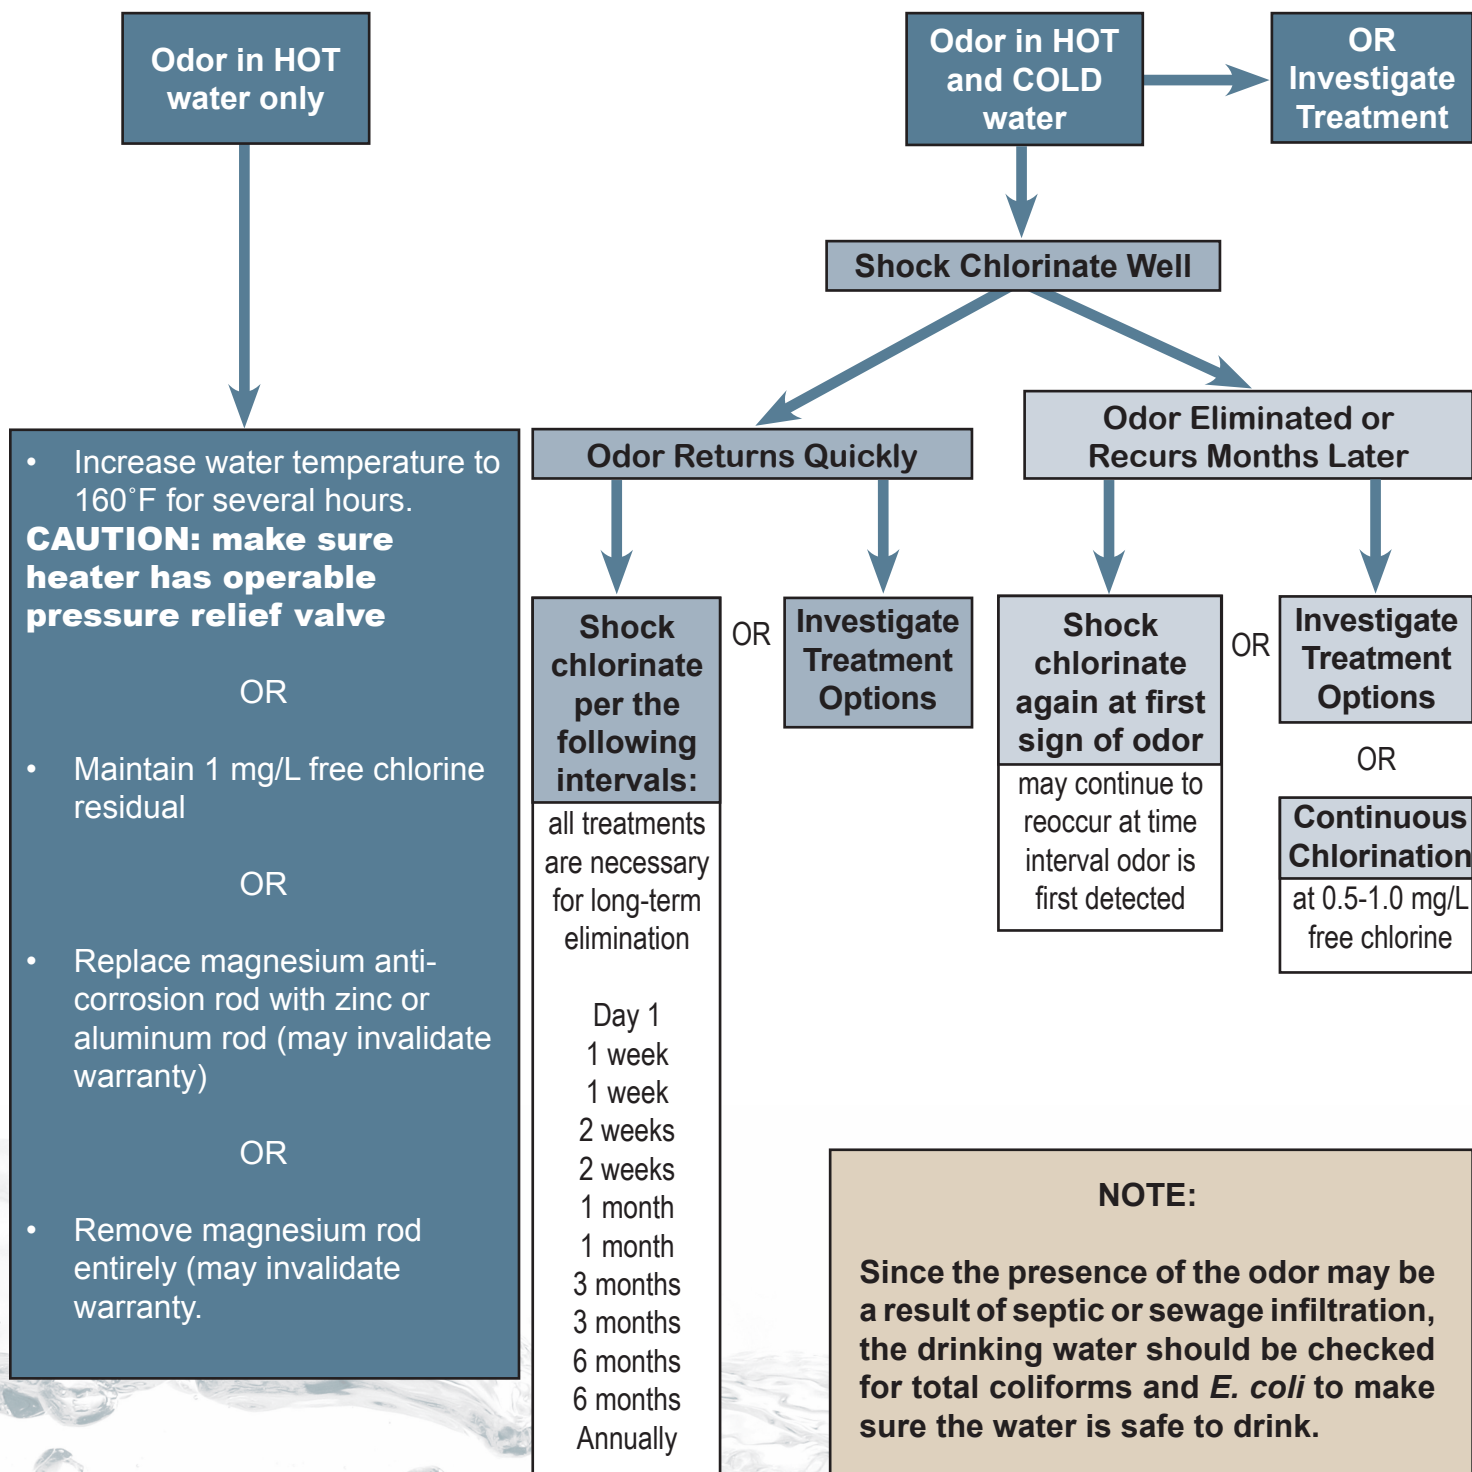 Odor in HOT
water only
Odor in HOT
and COLD
water
OR
Investigate
Treatment
Shock Chlorinate Well
• Increase water temperature to
160˚F for several hours.
CAUTION: make sure
heater has operable
pressure relief valve
OR
• Maintain 1 mg/L free chlorine
residual
OR
• Replace magnesium anti-
corrosion rod with zinc or
aluminum rod (may invalidate
warranty)
OR
• Remove magnesium rod
entirely (may invalidate
warranty.
Odor Returns Quickly
Shock
chlorinate
per the
following
intervals:
all treatments
are necessary
for long-term
elimination
Day 1
1 week
1 week
2 weeks
2 weeks
1 month
1 month
3 months
3 months
6 months
6 months
Annually
OR
Investigate
Treatment
Options
Odor Eliminated or
Recurs Months Later
Shock
chlorinate
again at first
sign of odor
may continue to
reoccur at time
interval odor is
first detected
OR
Investigate
Treatment
Options
OR
Continuous
Chlorination
at 0.5-1.0 mg/L
free chlorine
NOTE:
Since the presence of the odor may be
a result of septic or sewage infiltration,
the drinking water should be checked
for total coliforms and E. coli to make
sure the water is safe to drink.